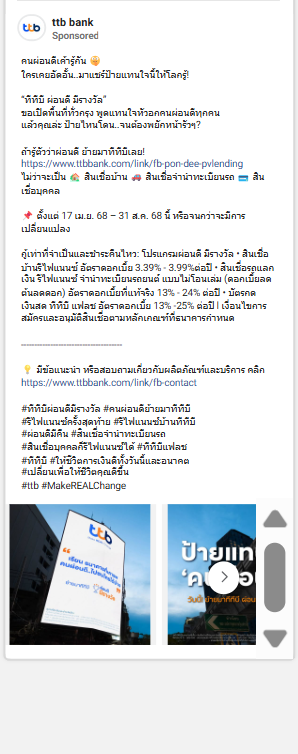 ttb bank
Sponsored
คนผ่อนดีเค้ารู้กัน
ใครเคยอัดอั้น..มาแชร์ป้ายแทนใจนี้ให้โลกรู้!
"ทีทีบี ผ่อนดี มีรางวัล"
ขอเปิดพื้นที่ทั่วกรุง พูดแทนใจหัวอกคนผ่อนดีทุกคน
แล้วคุณล่ะ ป้ายไหนโดน..จนต้องพยักหน้ารัวๆ?
ถ้ารู้ตัวว่าผ่อนดี ย้ายมาทีทีบีเลย!
https://www.ttbbank.com/link/fb-pon-dee-pvlending
ไม่ว่าจะเป็น 🏠 สินเชื่อบ้าน 🚗 สินเชื่อจำนำทะเบียนรถ 💳 สิน
เชื่อบุคคล
📌 ตั้งแต่ 17 เม.ย. 68 – 31 ส.ค. 68 นี้ หรือจนกว่าจะมีการ
เปลี่ยนแปลง
กู้เท่าที่จำเป็นและชำระคืนไหว: โปรแกรมผ่อนดี มีรางวัล • สินเชื่อ
บ้านรีไฟแนนซ์ อัตราดอกเบี้ย 3.39% - 3.99%ต่อปี • สินเชื่อรถแลก
เงิน รีไฟแนนซ์ จำนำทะเบียนรถยนต์ แบบไม่โอนเล่ม (ดอกเบี้ยลด
ต้นลดดอก) อัตราดอกเบี้ยที่แท้จริง 13% - 24% ต่อปี • บัตรกด
เงินสด ทีทีบี แฟลช อัตราดอกเบี้ย 13% -25% ต่อปี l เงื่อนไขการ
สมัครและอนุมัติสินเชื่อตามหลักเกณฑ์ที่ธนาคารกำหนด
--------------------------------
💡 มีข้อแนะนำ หรือสอบถามเกี่ยวกับผลิตภัณฑ์และบริการ คลิก
https://www.ttbbank.com/link/fb-contact
#ทีทีบีผ่อนดีมีรางวัล #คนผ่อนดีย้ายมาทีทีบี
#รีไฟแนนซ์ครั้งสุดท้าย #รีไฟแนนซ์บ้านทีทีบี
#ผ่อนดีมีคืน #สินเชื่อจำนำทะเบียนรถ
#สินเชื่อบุคคลก็รีไฟแนนซ์ได้ #ทีทีบีแฟลช
#ทีทีบี #ให้ชีวิตการเงินดีทั้งวันนี้และอนาคต
#เปลี่ยนเพื่อให้ชีวิตคุณดีขึ้น
#ttb #MakeREALChange
ttb
ป้ายแท
'คน